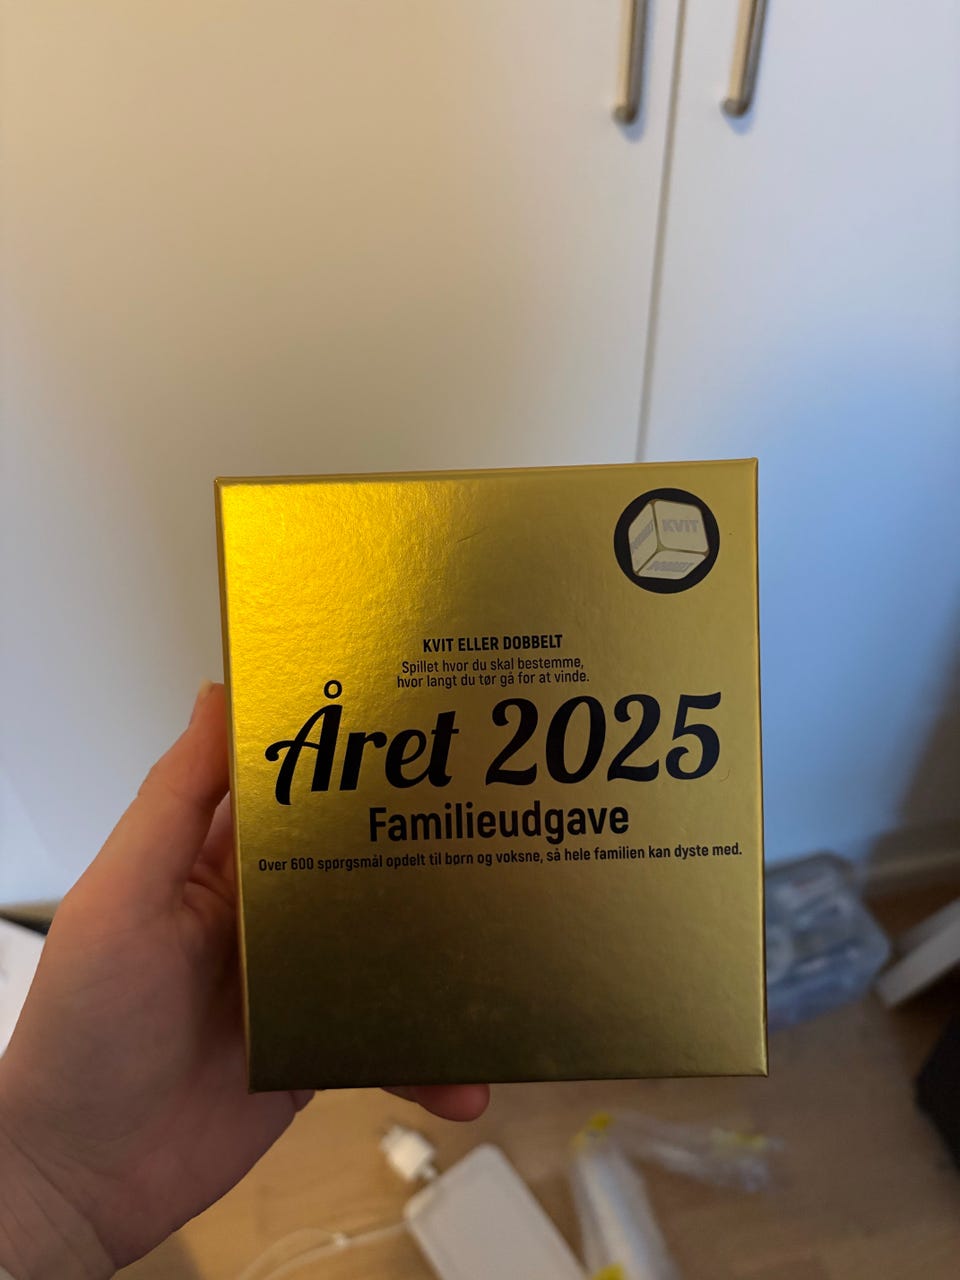 KVIT
KVIT ELLER DOBBELT
Spillet hvor du skal bestemme,
hvor langt du tør gå for at vinde.
Året 2025
Familieudgave
Over 600 spørgsmål opdelt til børn og voksne, så hele familien kan dyste med.